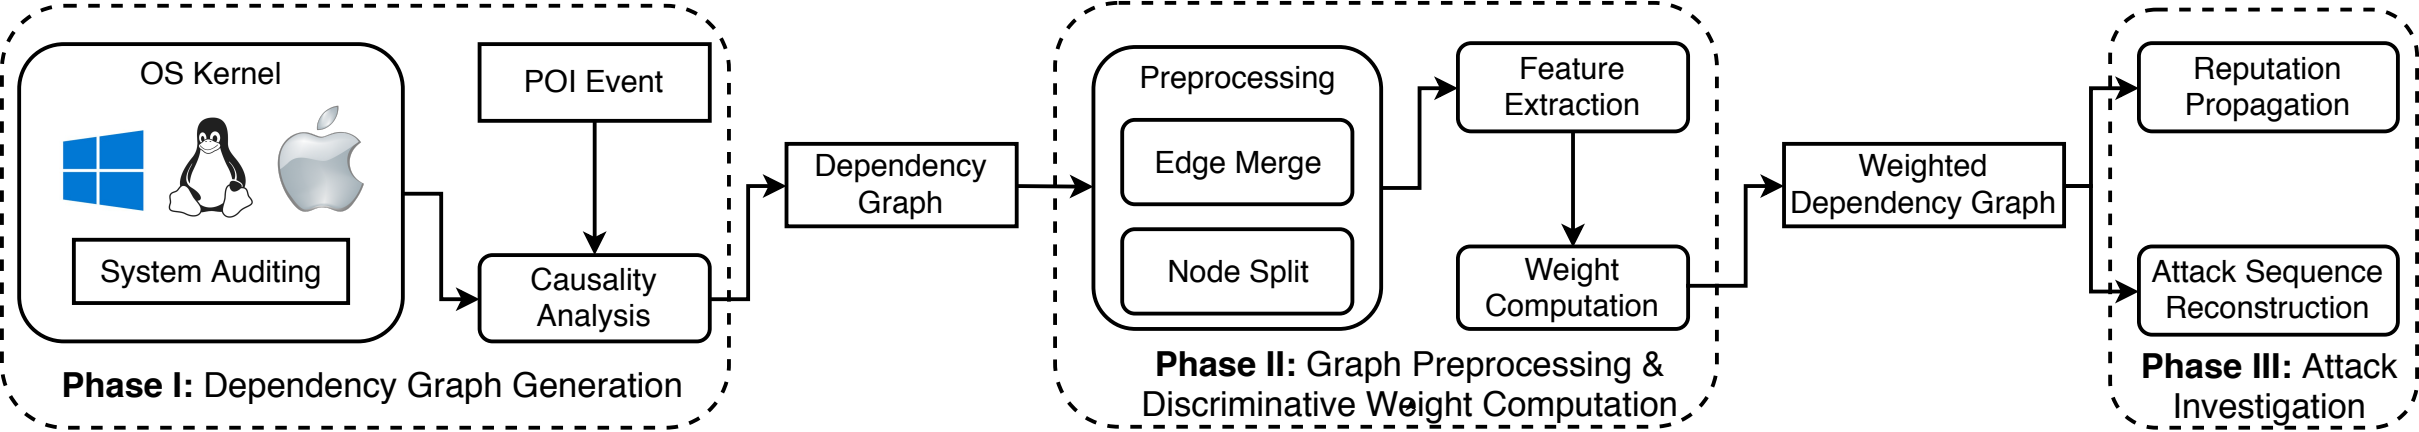 OS Kernel
System Auditing
POI Event
Causality
Analysis
Phase I: Dependency Graph Generation
Dependency
Graph
Preprocessing
Edge Merge
Node Split
Feature
Extraction
Weight
Computation
Phase II: Graph Preprocessing &
Discriminative Weight Computation
Weighted
Dependency Graph
Reputation
Propagation
Attack Sequence
Reconstruction
Phase III: Attack
Investigation